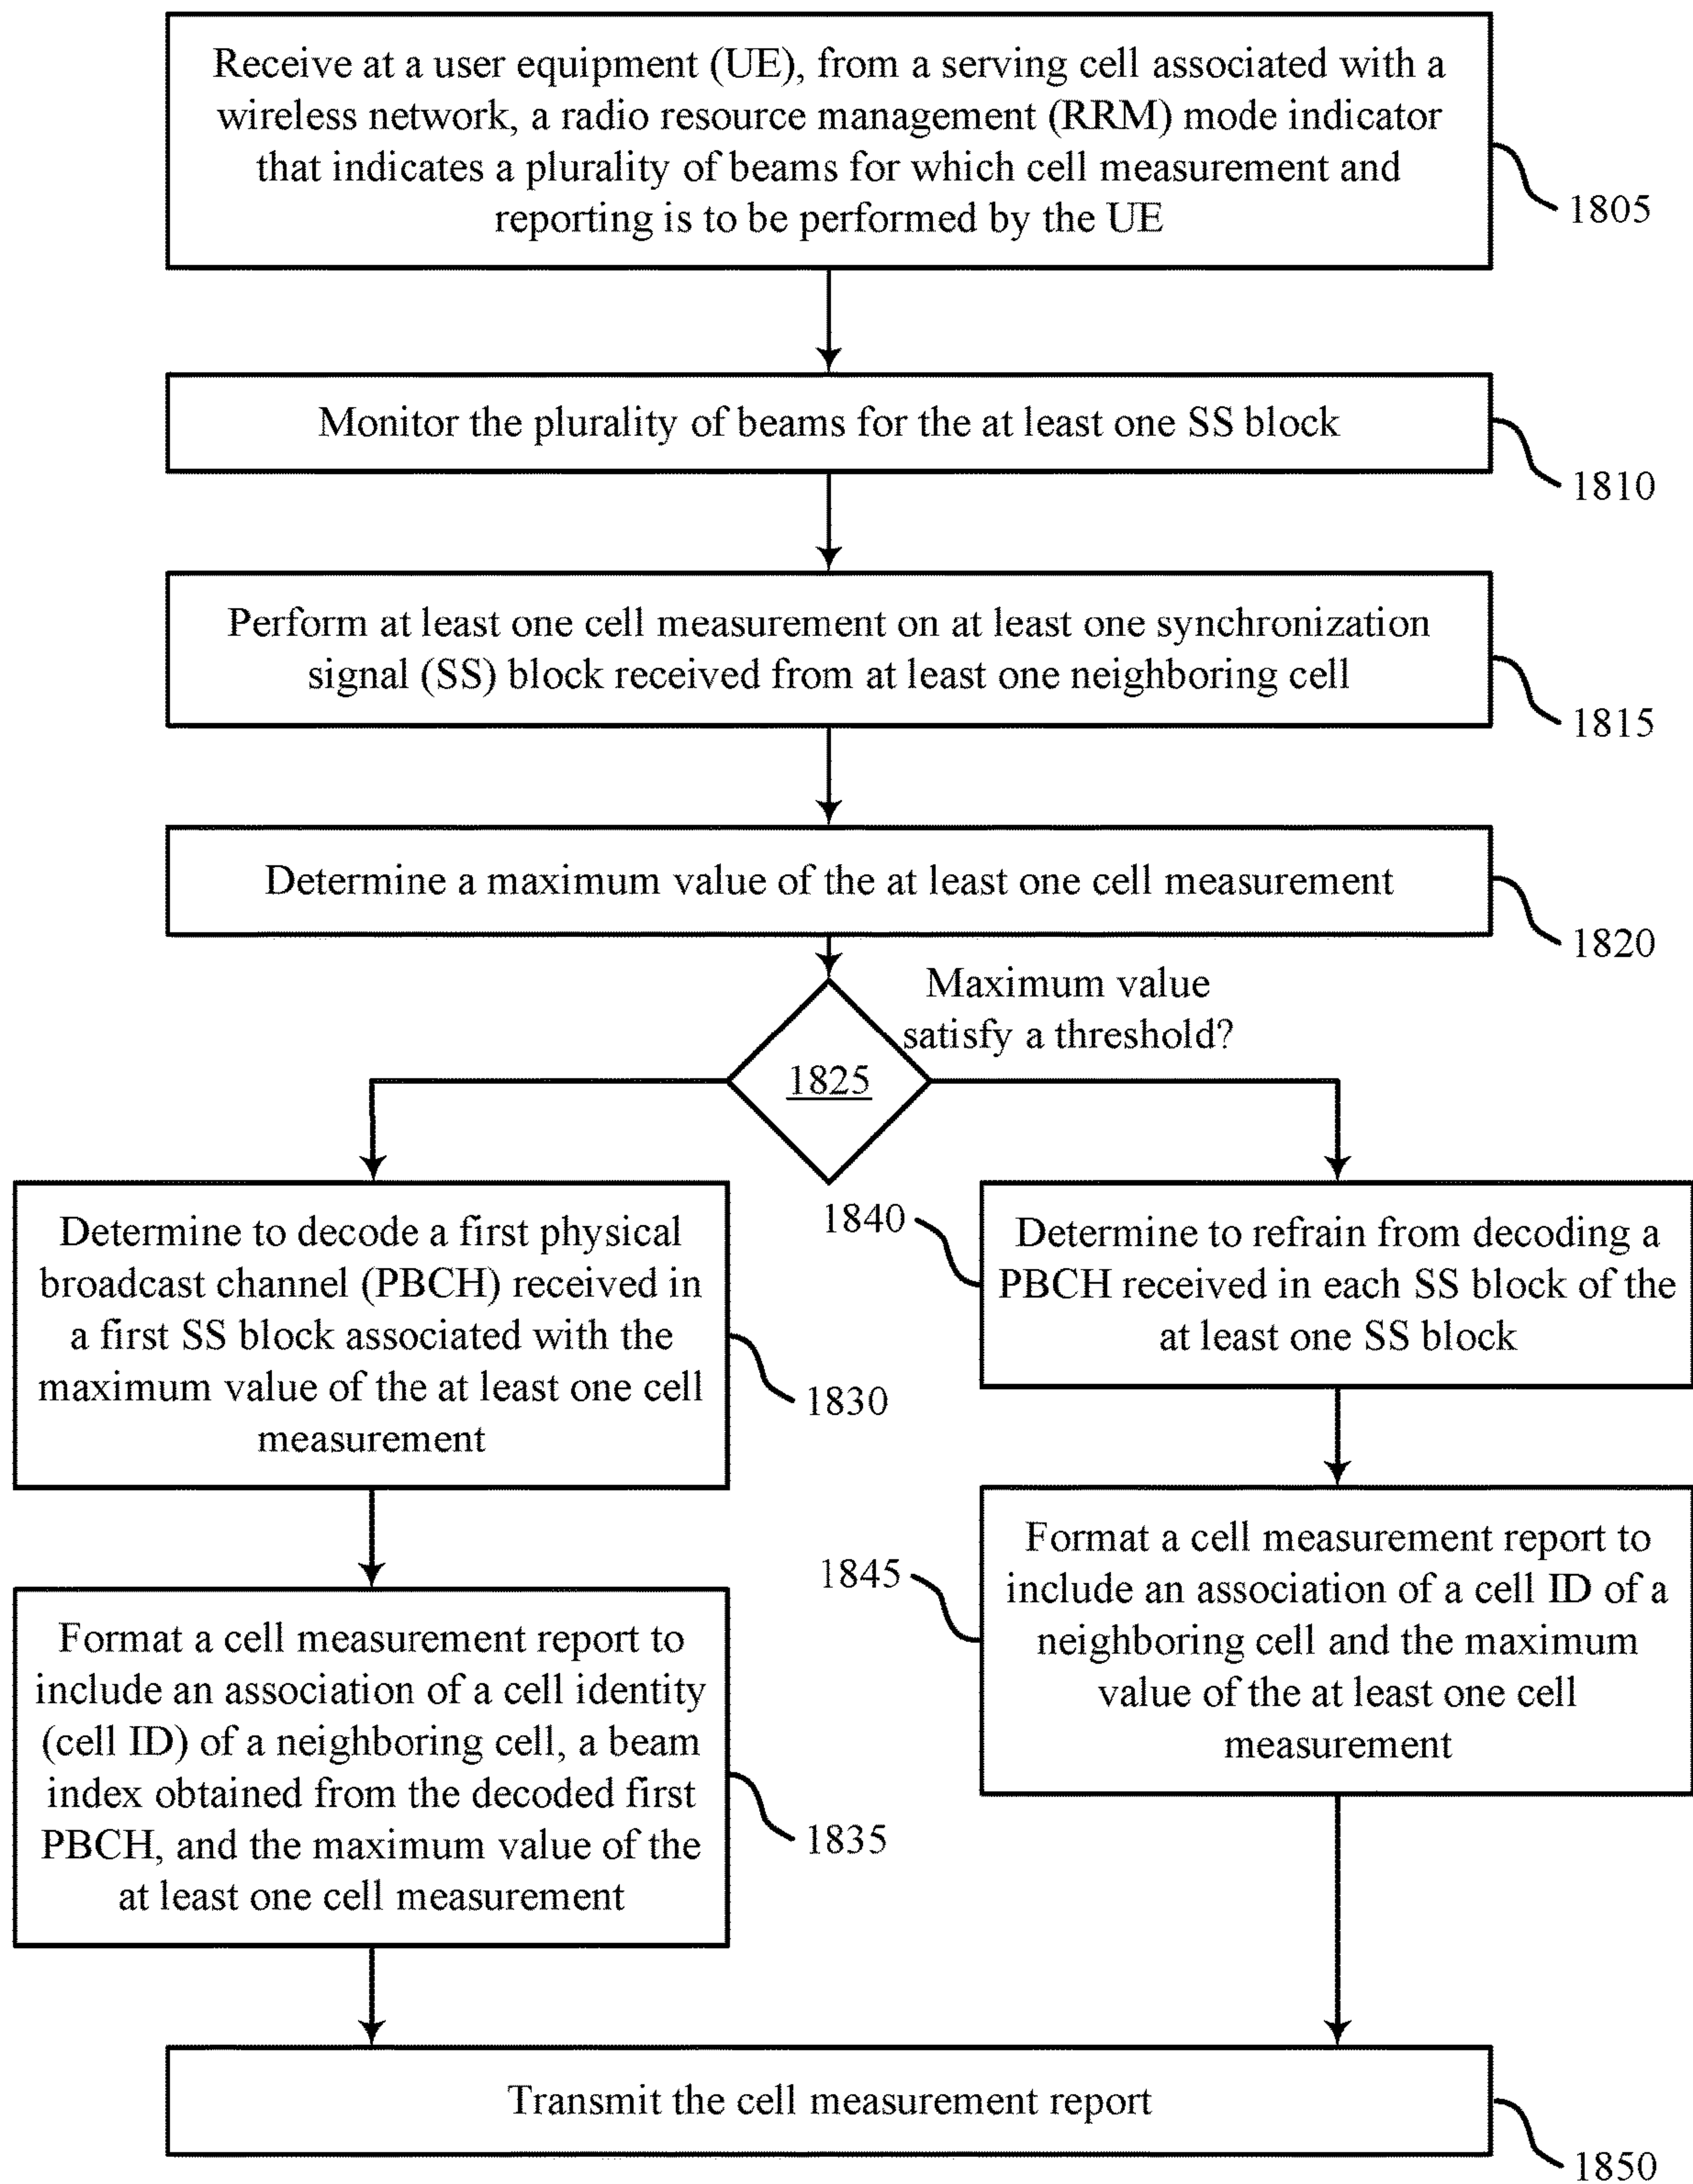 Receive at a user equipment (UE), from a serving cell associated with a
wireless network, a radio resource management (RRM) mode indicator
that indicates a plurality of beams for which cell measurement and
reporting is to be performed by the UE
1805
Monitor the plurality of beams for the at least one SS block
1810
Perform at least one cell measurement on at least one synchronization
signal (SS) block received from at least one neighboring cell
1815
Determine a maximum value of the at least one cell measurement
1820
Maximum value
satisfy a threshold?
1825
Determine to decode a first physical
broadcast channel (PBCH) received in
a first SS block associated with the
maximum value of the at least one cell
measurement
1830
Format a cell measurement report to
include an association of a cell identity
(cell ID) of a neighboring cell, a beam
index obtained from the decoded first
PBCH, and the maximum value of the
at least one cell measurement
1835
1840
Determine to refrain from decoding a
PBCH received in each SS block of the
at least one SS block
1845
Format a cell measurement report to
include an association of a cell ID of a
neighboring cell and the maximum
value of the at least one cell
measurement
Transmit the cell measurement report
1850